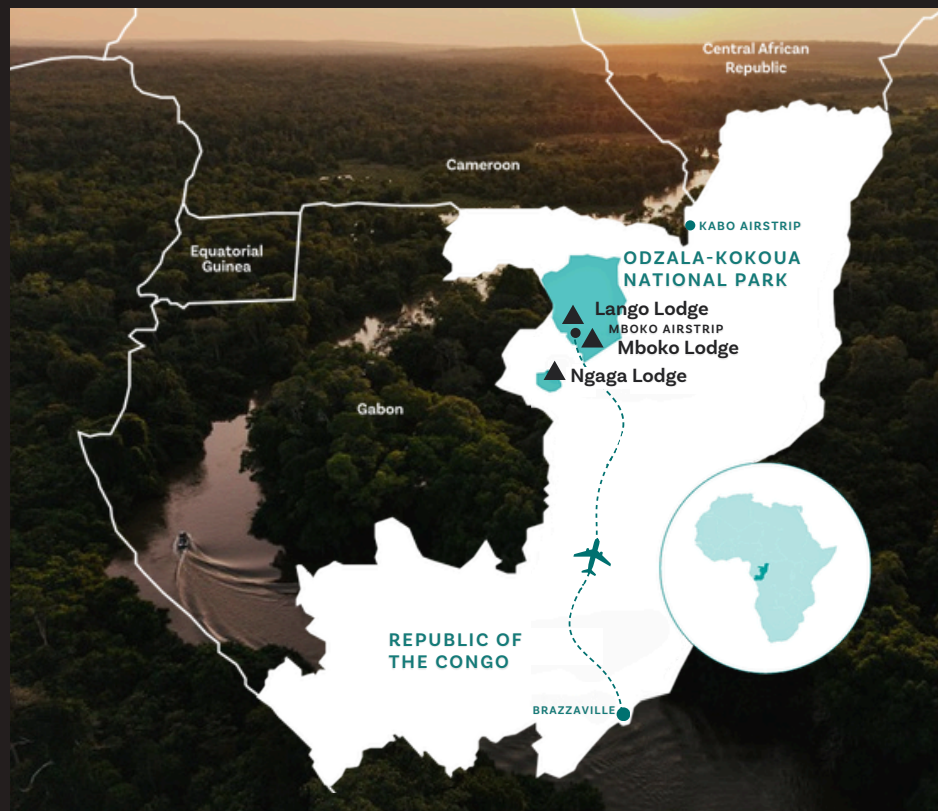 Central African
Republic
Cameroon
KABO AIRSTRIP
Equatorial
Guinea
ODZALA-KOKOUA
NATIONAL PARK
Lango Lodge
MBOKO AIRSTRIP
Mboko Lodge
Ngaga Lodge
Gabon
REPUBLIC OF
THE CONGO
BRAZZAVILLE